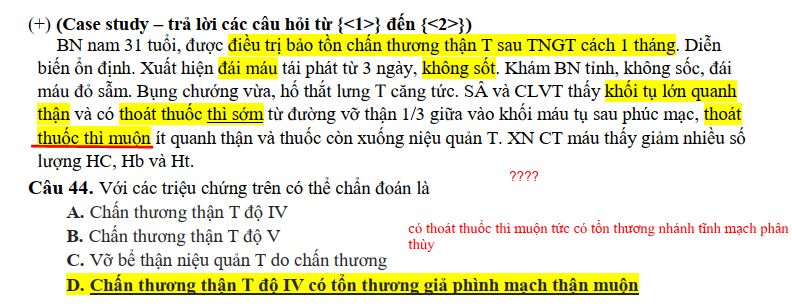 (+) (Case study – trả lời các câu hỏi từ {<1>} đến {<2>})
BN nam 31 tuổi, được điều trị bảo tồn chấn thương thận T sau TNGT cách 1 tháng. Diễn
biến ổn định. Xuất hiện đái máu tái phát từ 3 ngày, không sốt. Khám BN tỉnh, không sốc, đái
máu đỏ sẫm. Bụng chướng vừa, hố thắt lưng T căng tức. SÂ và CLVT thấy khối tụ lớn quanh
thận và có thoát thuốc thì sớm từ đường vỡ thận 1/3 giữa vào khối máu tụ sau phúc mạc, thoát
thuốc thì muộn ít quanh thận và thuốc còn xuống niệu quản T. XN CT máu thấy giảm nhiều số
lượng HC, Hb và Ht.
????
Câu 44. Với các triệu chứng trên có thể chẩn đoán là
A. Chấn thương thận T độ IV
B. Chấn thương thận T độ V
có thoát thuốc thì muộn tức có tổn thương nhánh tĩnh mạch phân
thùy
C. Vỡ bể thận niệu quản T do chấn thương
D. Chấn thương thận T độ IV có tổn thương giả phình mạch thận muộn